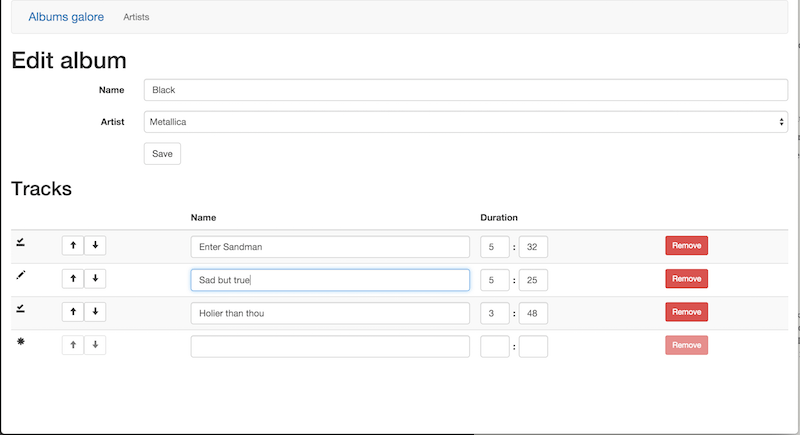 Albums galore Artists
Edit album
Name Black
Artist Metallica
Save
Tracks
Name Duration
Enter Sandman 5 : 32 Remove
Sad but true 5 : 25 Remove
Holier than thou 3 : 48 Remove
: Remove